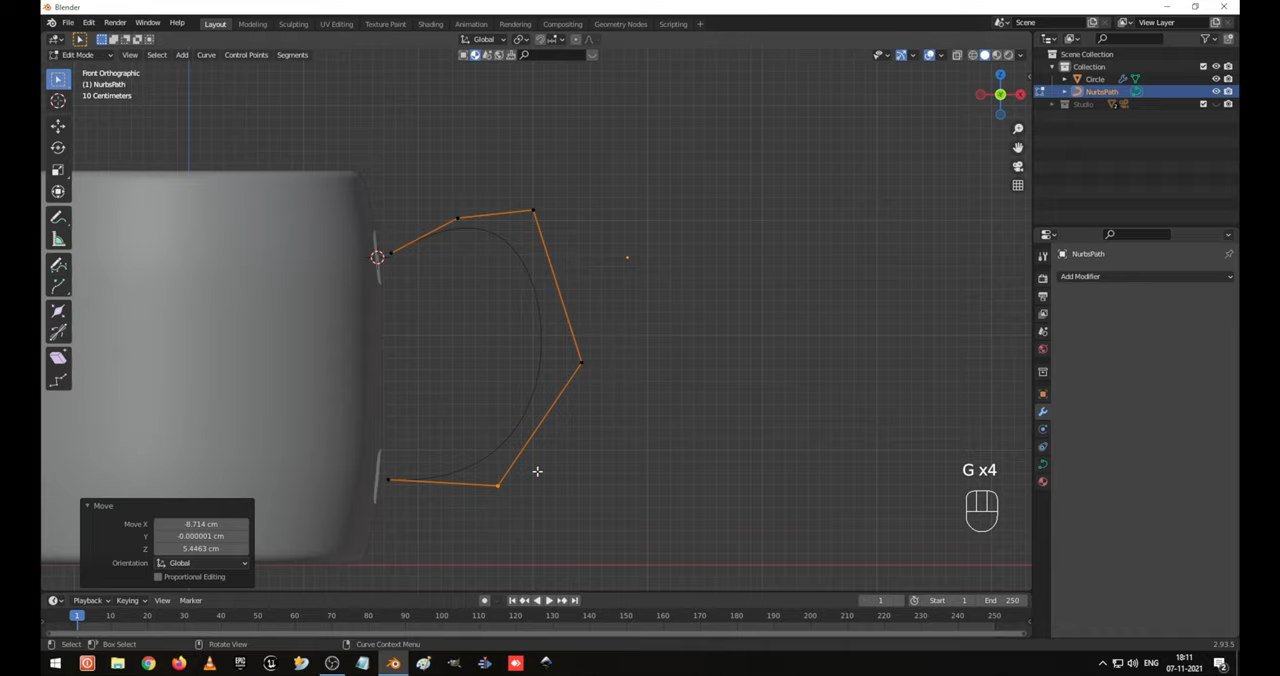 Blender
File Edit Render Window Help Layout Modeling Sculpting UV Editing Texture Paint Shading Animation Rendering Compositing Geometry Nodes Scripting + Scene View Layer
Global
Edit Mode View Select Add Curve Control Points Segments
Front Orthographic
(1) NurbsPath
10 Centimeters
Z
Scene Collection
Collection
Circle
NurbsPath
Studio
NurbsPath
Add Modifier
G x4
Move
Move X -8.714 cm
Y -0.000001 cm
Z 5.4463 cm
Orientation Global
Proportional Editing
Playback Keying View Marker 1 Start 1 End 250
1 10 20 30 40 50 60 70 80 90 100 110 120 130 140 150 160 170 180 190 200 210 220 230 240 250
Select Box Select Rotate View Curve Context Menu 2.93.5
ENG 18:11
07-11-2021
2